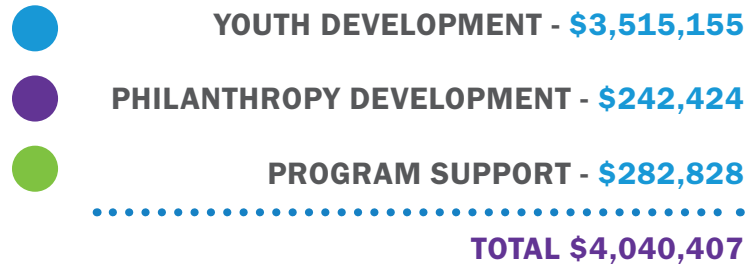 YOUTH DEVELOPMENT - $3,515,155
PHILANTHROPY DEVELOPMENT - $242,424
PROGRAM SUPPORT - $282,828
TOTAL $4,040,407